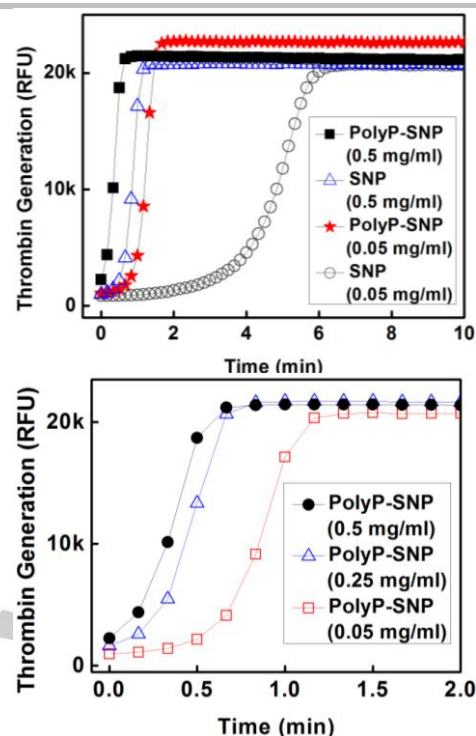 Thrombin Generation (RFU)
20k
10k
0
PolyP-SNP
(0.5 mg/ml)
SNP
(0.5 mg/ml)
PolyP-SNP
(0.05 mg/ml)
SNP
(0.05 mg/ml)
0 2 4 6 8 10
Time (min)
Thrombin Generation (RFU)
20k
10k
0
PolyP-SNP
(0.5 mg/ml)
PolyP-SNP
(0.25 mg/ml)
PolyP-SNP
(0.05 mg/ml)
0.0 0.5 1.0 1.5 2.0
Time (min)